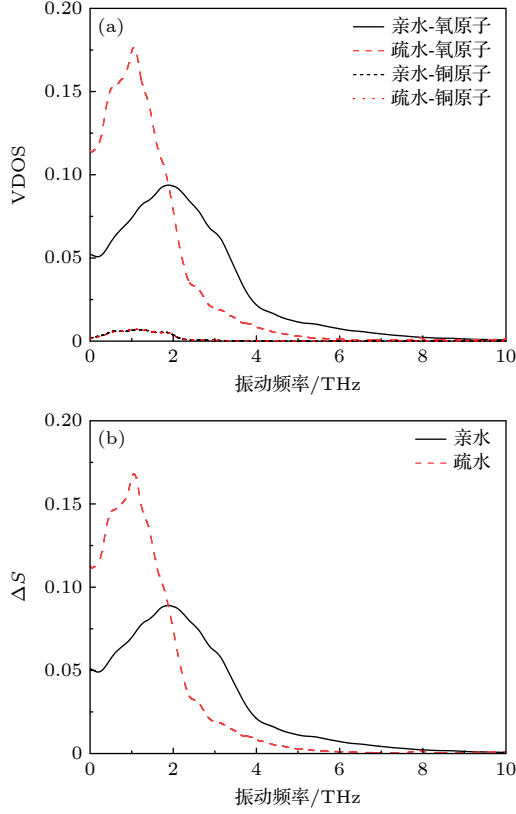 (a)
亲水-氧原子
疏水-氧原子
亲水-铜原子
疏水-铜原子
0.20
0.15
0.10
0.05
0
VDOS
0 2 4 6 8 10
振动频率/THz
(b)
亲水
疏水
0.20
0.15
0.10
0.05
0
ΔS
0 2 4 6 8 10
振动频率/THz